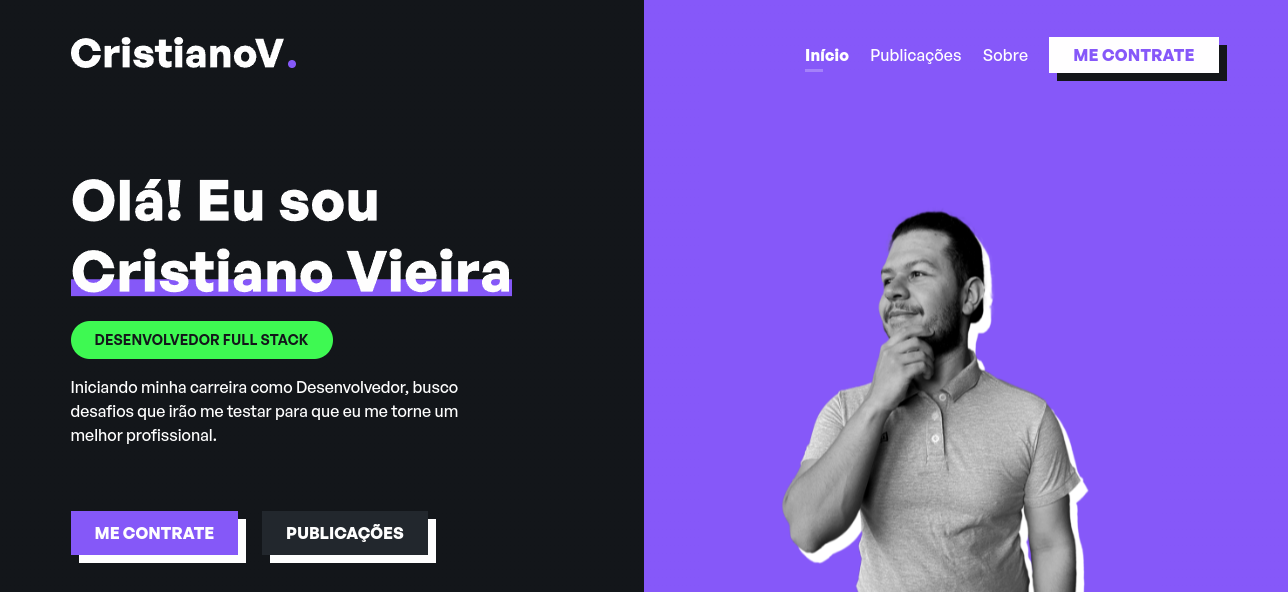 CristianoV.
Início Publicações Sobre ME CONTRATE
Olá! Eu sou
Cristiano Vieira
DESENVOLVEDOR FULL STACK
Iniciando minha carreira como Desenvolvedor, busco
desafios que irão me testar para que eu me torne um
melhor profissional.
ME CONTRATE PUBLICAÇÕES